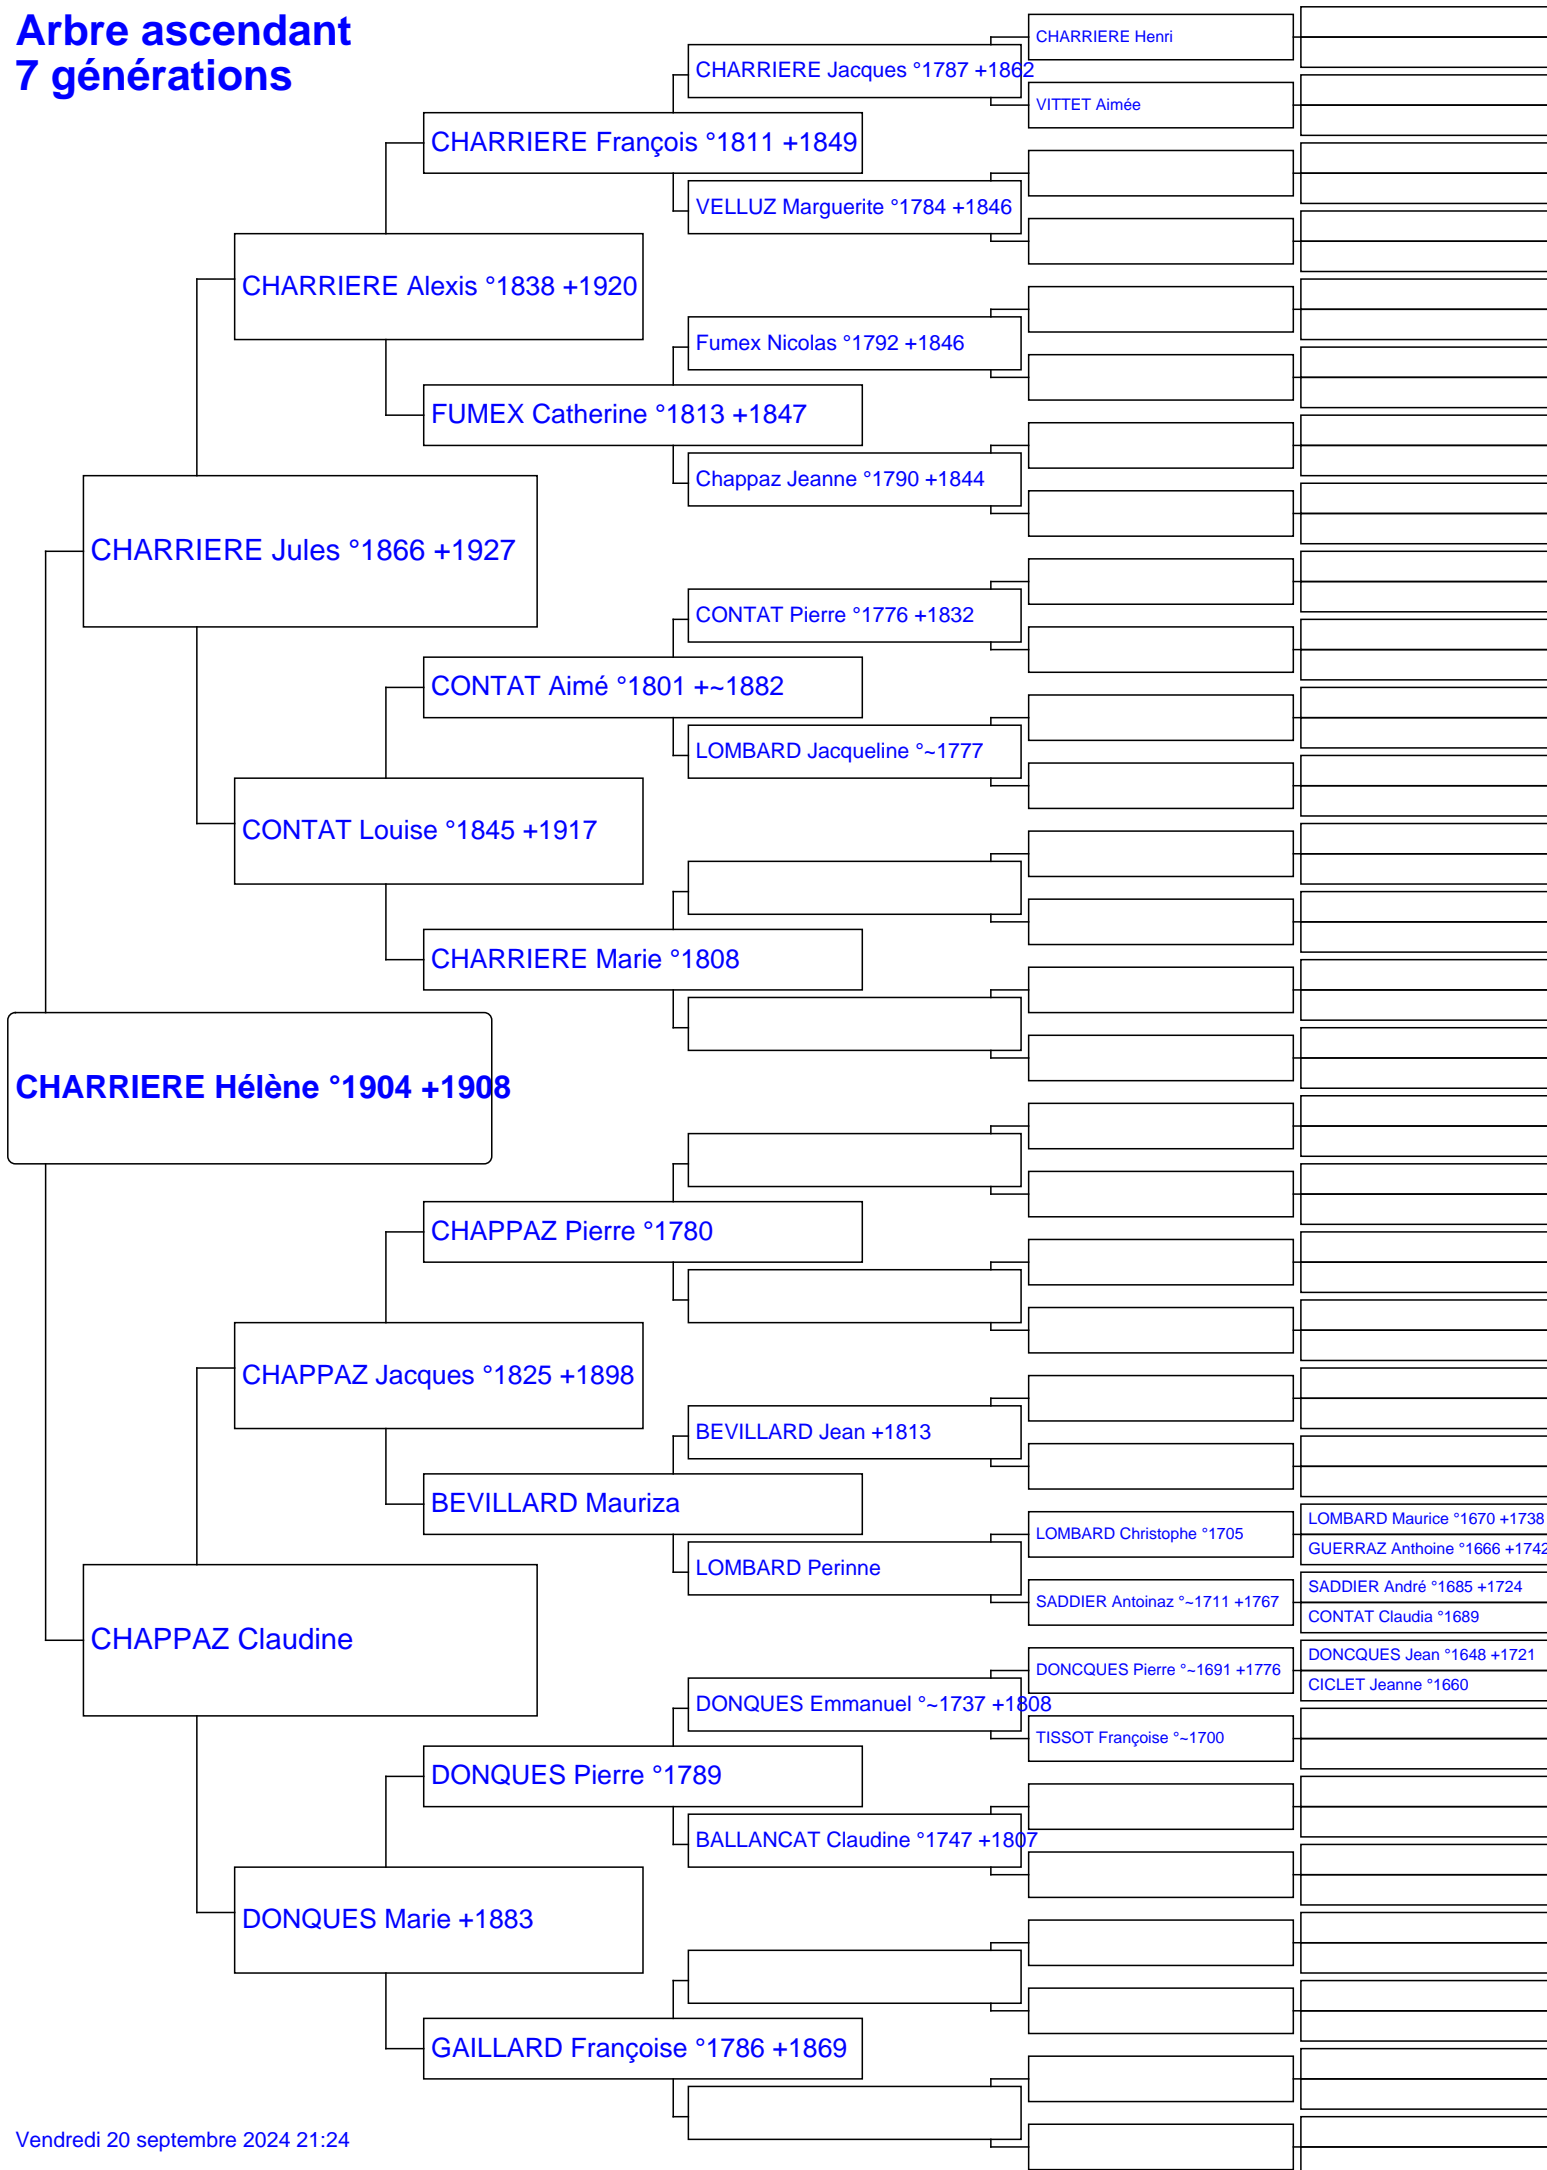 Arbre ascendant
7 générations
CHARRIERE Henri
CHARRIERE Jacques °1787 +1862
VITTET Aimée
CHARRIERE François °1811 +1849
VELLUZ Marguerite °1784 +1846
CHARRIERE Alexis °1838 +1920
Fumex Nicolas °1792 +1846
FUMEX Catherine °1813 +1847
Chappaz Jeanne °1790 +1844
CHARRIERE Jules °1866 +1927
CONTAT Pierre °1776 +1832
CONTAT Aimé °1801 +~1882
LOMBARD Jacqueline °~1777
CONTAT Louise °1845 +1917
CHARRIERE Marie °1808
CHARRIERE Hélène °1904 +1908
CHAPPAZ Pierre °1780
CHAPPAZ Jacques °1825 +1898
BEVILLARD Jean +1813
BEVILLARD Mauriza
LOMBARD Maurice °1670 +1738
LOMBARD Christophe °1705
GUERRAZ Anthoine °1666 +1742
LOMBARD Perinne
SADDIER André °1685 +1724
SADDIER Antoinaz °~1711 +1767
CONTAT Claudia °1689
CHAPPAZ Claudine
DONCQUES Jean °1648 +1721
DONCQUES Pierre °~1691 +1776
CICLET Jeanne °1660
DONQUES Emmanuel °~1737 +1808
TISSOT Françoise °~1700
DONQUES Pierre °1789
BALLANCAT Claudine °1747 +1807
DONQUES Marie +1883
GAILLARD Françoise °1786 +1869
Vendredi 20 septembre 2024 21:24